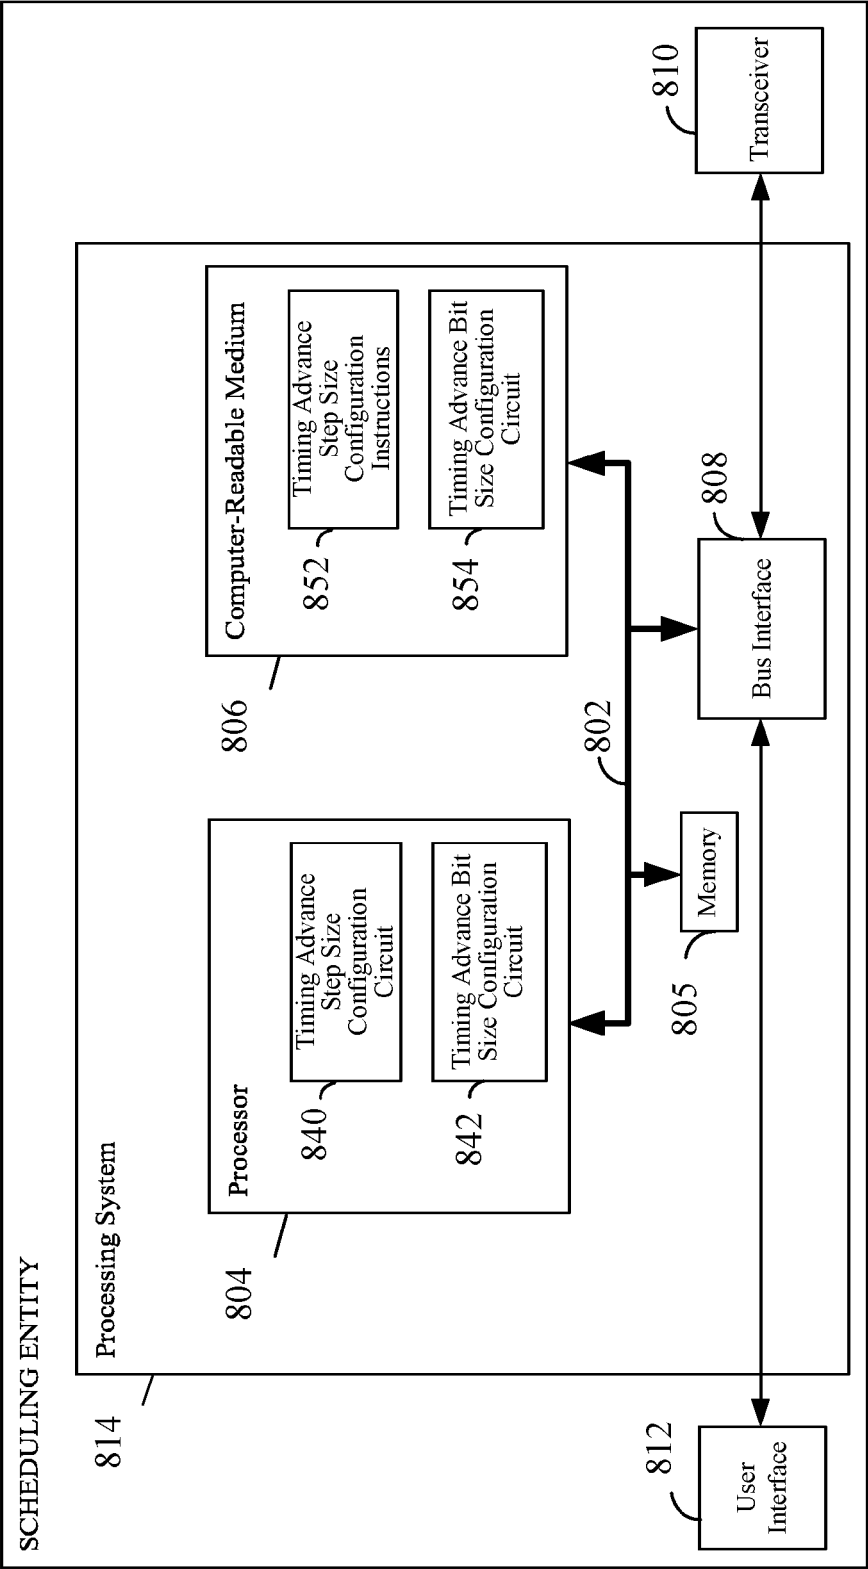 SCHEDULING ENTITY
814
Processing System
804
Processor
840
Timing Advance
Step Size
Configuration
Circuit
842
Timing Advance Bit
Size Configuration
Circuit
806
Computer-Readable Medium
852
Timing Advance
Step Size
Configuration
Instructions
854
Timing Advance Bit
Size Configuration
Circuit
802
805
Memory
808
Bus Interface
812
User
Interface
810
Transceiver